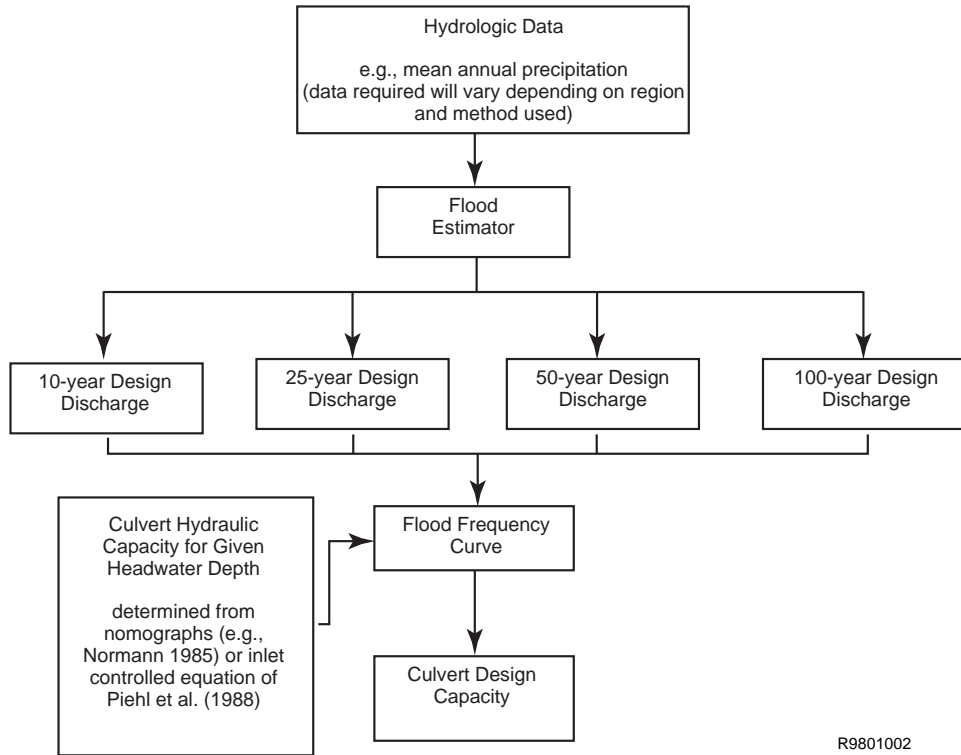 Hydrologic Data
e.g., mean annual precipitation
(data required will vary depending on region
and method used)
Flood
Estimator
10-year Design
Discharge
25-year Design
Discharge
50-year Design
Discharge
100-year Design
Discharge
Culvert Hydraulic
Capacity for Given
Headwater Depth
determined from
nomographs (e.g.,
Normann 1985) or inlet
controlled equation of
Piehl et al. (1988)
Flood Frequency
Curve
Culvert Design
Capacity
R9801002